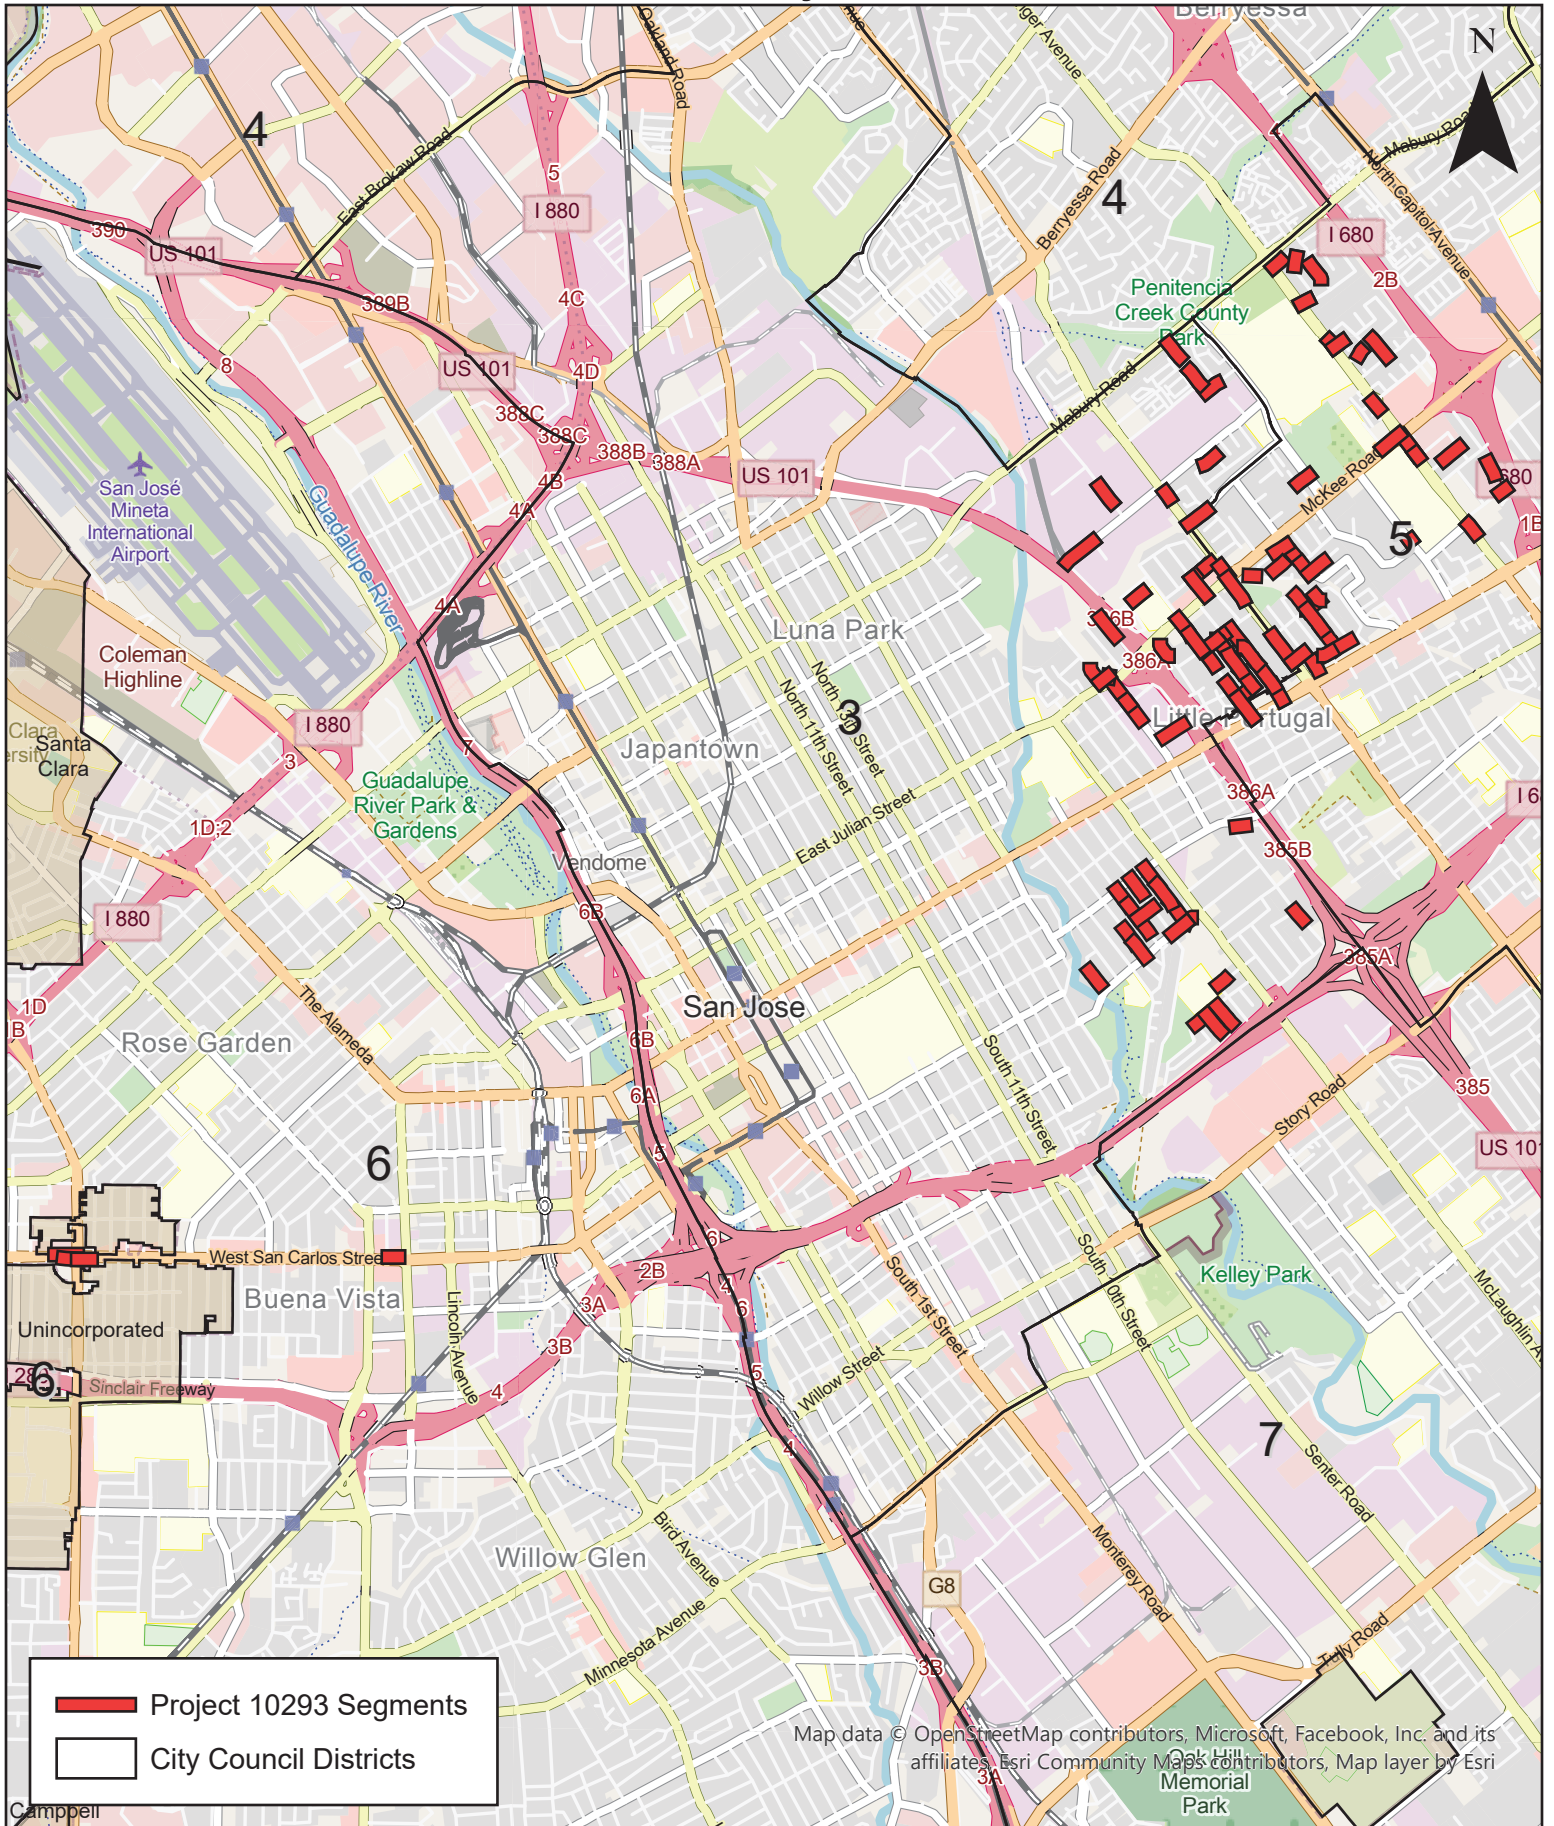 Berryessa
N
Oakland Road
4
East Brokaw Road
5
I 880
4
Berryessa Road
Mabury Road
North Capitol Avenue
390
US 101
I 680
2B
389B
4C
Penitencia
Creek County
Park
8
US 101
4D
Mabury Road
388C
388C
388B
388A
US 101
4B
4A
McKee Road
680
1B
5
San José
Mineta
International
Airport
Guadalupe River
4A
386B
386A
Luna Park
North 13th Street
North 11th Street
3
Little Portugal
Coleman
Highline
I 880
Santa
Clara
7
3
Japantown
Guadalupe
River Park &
Gardens
1D;2
East Julian Street
386A
385B
I 6
Vendome
6B
I 880
385A
1D
B
The Alameda
San Jose
Rose Garden
6B
6A
South 11th Street
Story Road
385
US 101
5
6
West San Carlos Stree
Buena Vista
Unincorporated
Lincoln Avenue
6
2B
4
6
3A
3B
5
4
South 1st Street
South 10th Street
Kelley Park
McLaughlin A
6
Sinclair Freeway
Willow Street
4
7
Senter Road
Bird Avenue
Willow Glen
Monterey Road
G8
Minnesota Avenue
Tully Road
3B
3A
Project 10293 Segments
City Council Districts
Map data © OpenStreetMap contributors, Microsoft, Facebook, Inc. and its
affiliates, Esri Community Maps contributors, Map layer by Esri
Oak Hill
Memorial
Park
Campbell